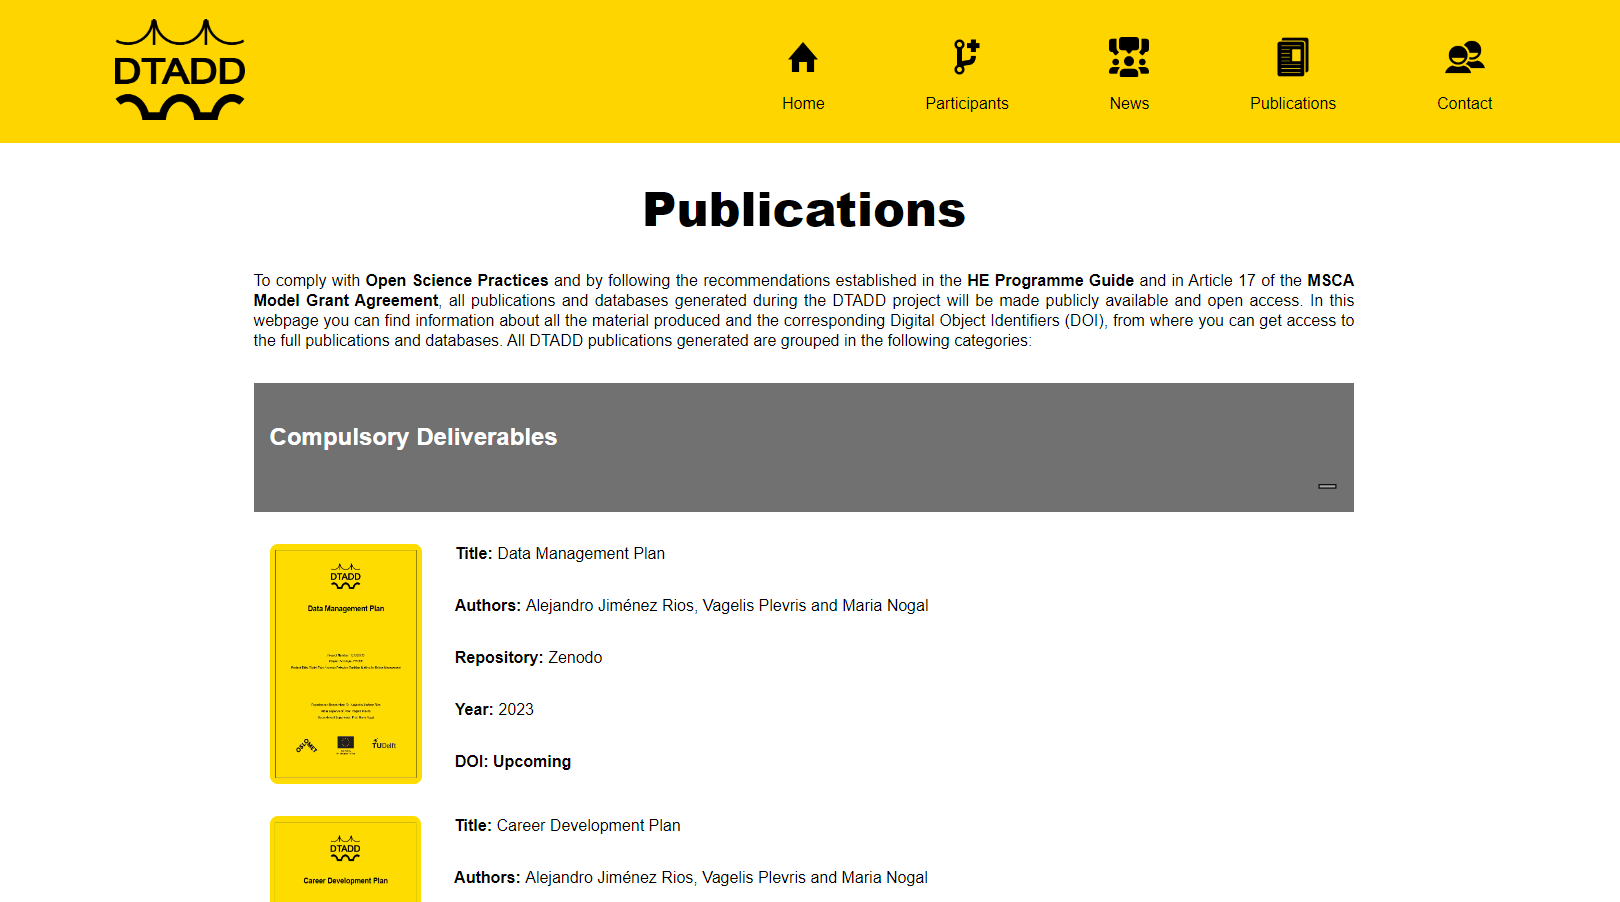 DTADD
Home
Participants
News
Publications
Contact
Publications
To comply with Open Science Practices and by following the recommendations established in the HE Programme Guide and in Article 17 of the MSCA
Model Grant Agreement, all publications and databases generated during the DTADD project will be made publicly available and open access. In this
webpage you can find information about all the material produced and the corresponding Digital Object Identifiers (DOI), from where you can get access to
the full publications and databases. All DTADD publications generated are grouped in the following categories:
Compulsory Deliverables
DTADD
Data Management Plan
OSLOMET
TUDelft
Title: Data Management Plan
Authors: Alejandro Jiménez Rios, Vagelis Plevris and Maria Nogal
Repository: Zenodo
Year: 2023
DOI: Upcoming
DTADD
Career Development Plan
Title: Career Development Plan
Authors: Alejandro Jiménez Rios, Vagelis Plevris and Maria Nogal